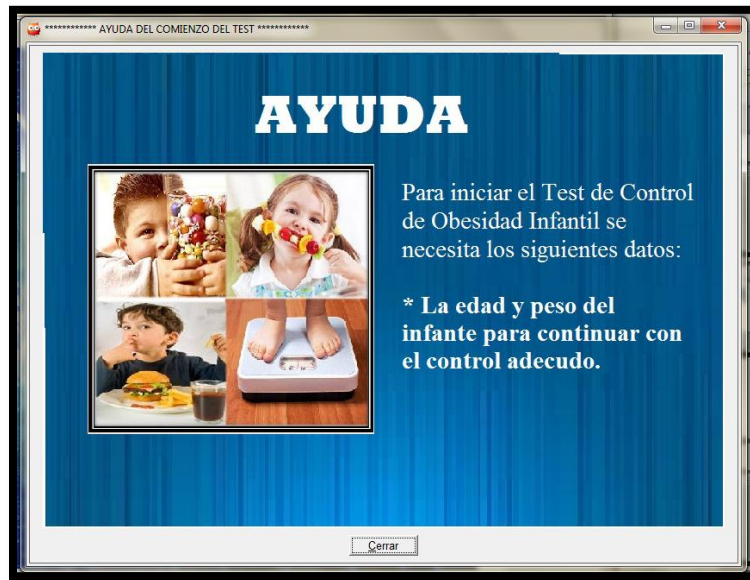 ************ AYUDA DEL COMIENZO DEL TEST ************
AYUDA
Para iniciar el Test de Control
de Obesidad Infantil se
necesita los siguientes datos:
* La edad y peso del
infante para continuar con
el control adecudo.
Cerrar